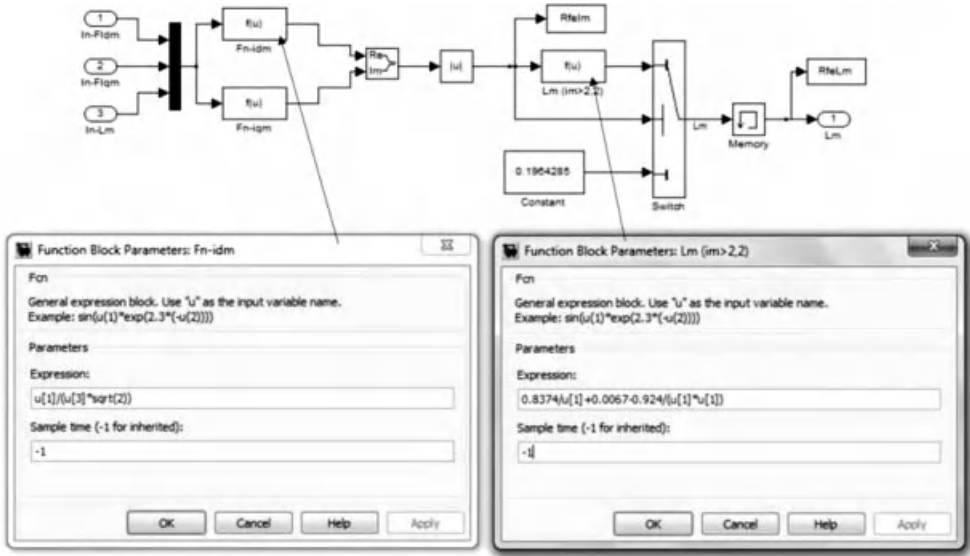 1
In-FIdm
2
In-FIqm
3
In-Lm
f(u)
Fn-idm
f(u)
Fn-iqm
Re
Im
|u|
RfeIm
f(u)
Lm (im>2,2)
0.1964285
Constant
Switch
Lm
Memory
RfeLm
1
Lm
Function Block Parameters: Fn-idm
Fcn
General expression block. Use "u" as the input variable name.
Example: sin(u(1)*exp(2.3*(-u(2))))
Parameters
Expression:
u[1]/(u[3]*sqrt(2))
Sample time (-1 for inherited):
-1
OK
Cancel
Help
Apply
Function Block Parameters: Lm (im>2,2)
Fcn
General expression block. Use "u" as the input variable name.
Example: sin(u(1)*exp(2.3*(-u(2))))
Parameters
Expression:
0.8374/u[1]+0.0067-0.924/(u[1]*u[1])
Sample time (-1 for inherited):
-1
OK
Cancel
Help
Apply